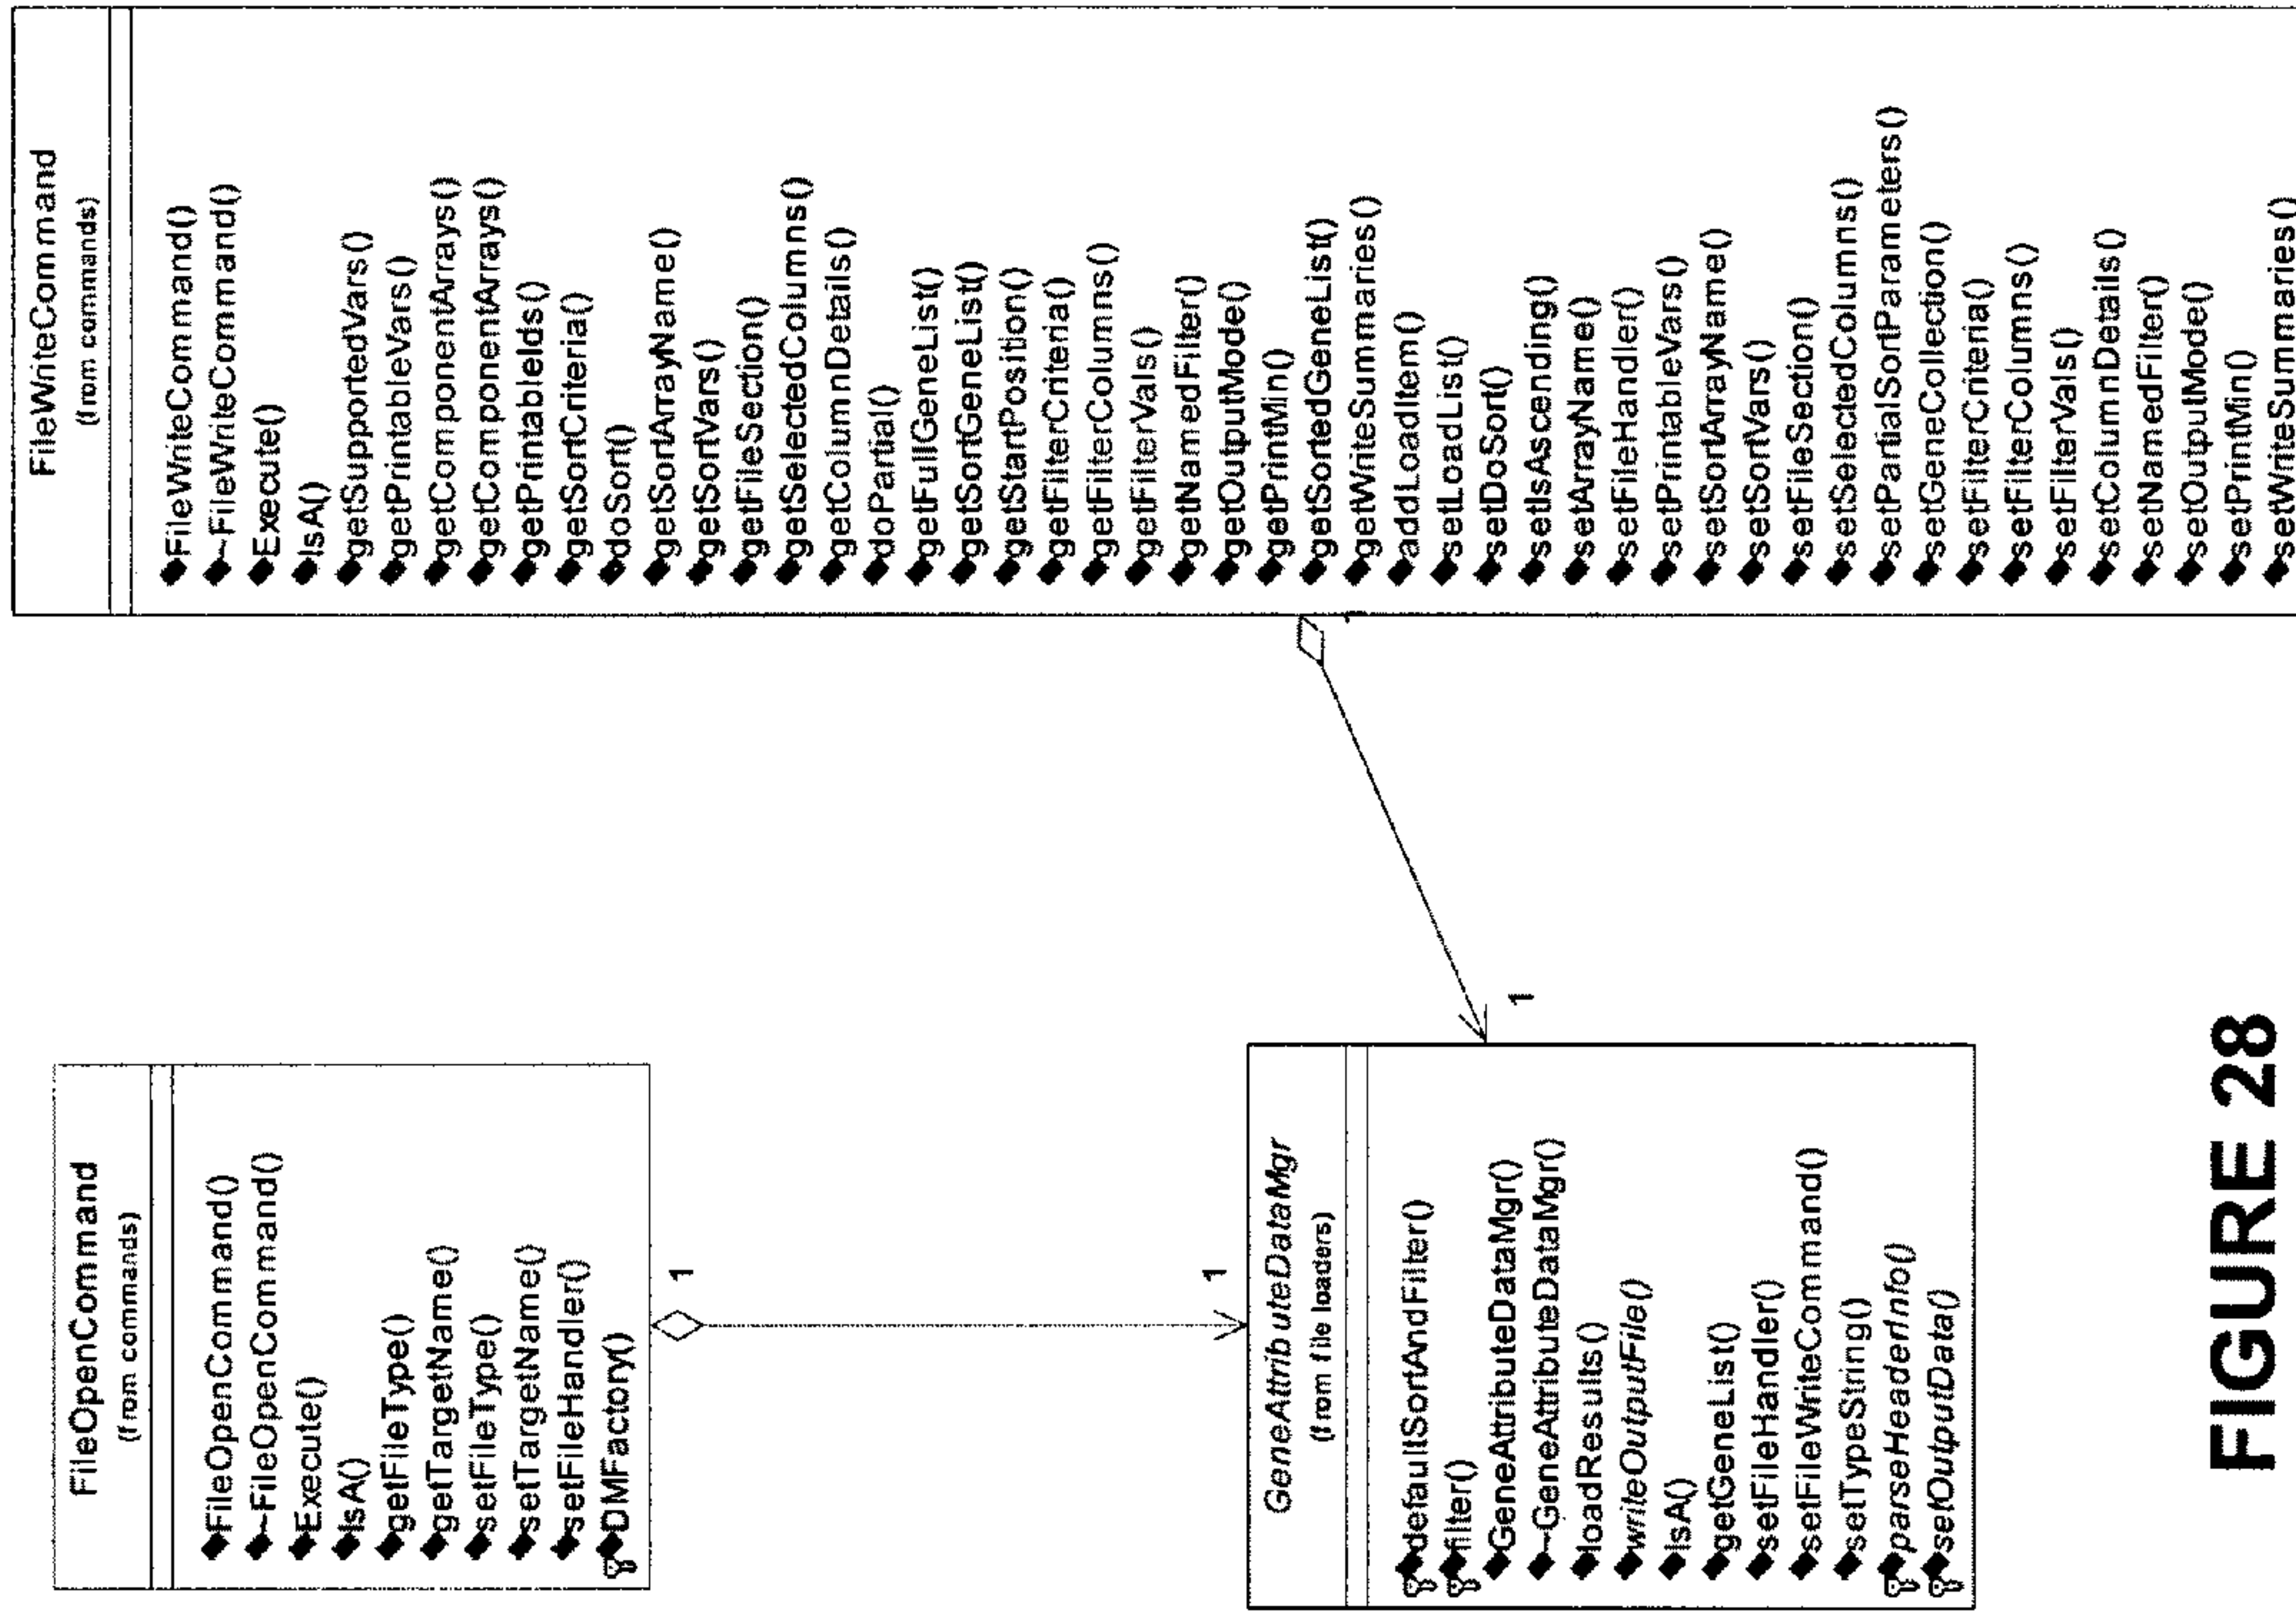 FileOpenCommand
(from commands)
FileOpenCommand()
~FileOpenCommand()
Execute()
IsA()
getFileType()
getTargetName()
setFileType()
setTargetName()
setFileHandler()
DMFactory()
1
1
GeneAttributeDataMgr
(from file loaders)
defaultSortAndFilter()
filter()
GeneAttributeDataMgr()
~GeneAttributeDataMgr()
loadResults()
writeOutputFile()
IsA()
getGeneList()
setFileHandler()
setFileWriteCommand()
setTypeString()
parseHeaderInfo()
setOutputData()
1
FileWriteCommand
(from commands)
FileWriteCommand()
~FileWriteCommand()
Execute()
IsA()
getSupportedVars()
getPrintableVars()
getComponentArrays()
getComponentArrays()
getPrintableIds()
getSortCriteria()
doSort()
getSortArrayName()
getSortVars()
getFileSection()
getSelectedColumns()
getColumnDetails()
doPartial()
getFullGeneList()
getSortGeneList()
getStartPosition()
getFilterCriteria()
getFilterColumns()
getFilterVals()
getNamedFilter()
getOutputMode()
getPrintMin()
getSortedGeneList()
getWriteSummaries()
addLoadItem()
setLoadList()
setDoSort()
setIsAscending()
setArrayName()
setFileHandler()
setPrintableVars()
setSortArrayName()
setSortVars()
setFileSection()
setSelectedColumns()
setPartialSortParameters()
setGeneCollection()
setFilterCriteria()
setFilterColumns()
setFilterVals()
setColumnDetails()
setNamedFilter()
setOutputMode()
setPrintMin()
setWriteSummaries()
FIGURE 28